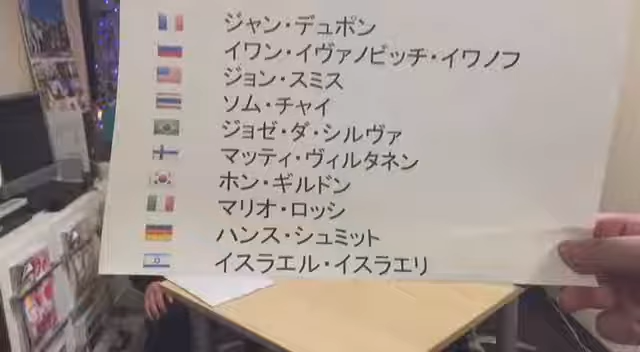 ジャン・デュポン
イワン・イヴァノビッチ・イワノフ
ジョン・スミス
ソム・チャイ
ジョゼ・ダ・シルヴァ
マッティ・ヴィルタネン
ホン・ギルドン
マリオ・ロッシ
ハンス・シュミット
イスラエル・イスラエリ